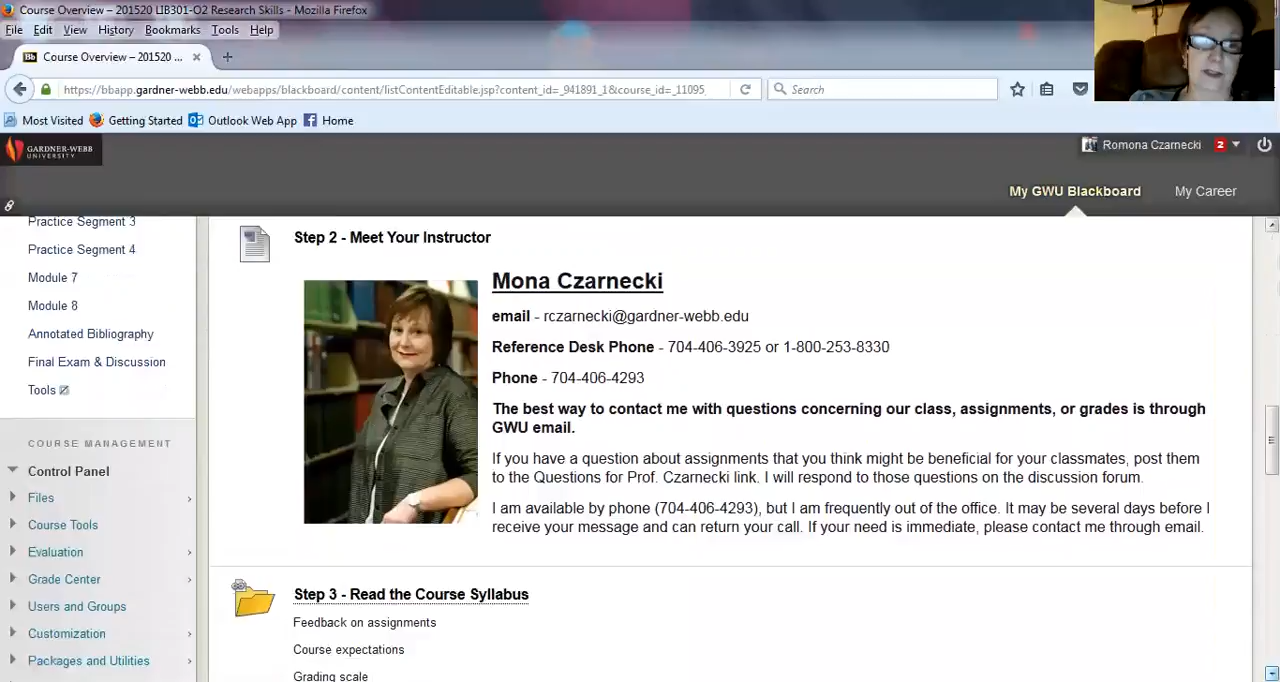 Course Overview – 201520 LIB301-O2 Research Skills - Mozilla Firefox
File Edit View History Bookmarks Tools Help
Bb Course Overview – 201520 ... ×
https://bbapp.gardner-webb.edu/webapps/blackboard/content/listContentEditable.jsp?content_id=_941891_1&course_id=_11095_
Search
Most Visited Getting Started Outlook Web App Home
GARDNER-WEBB
UNIVERSITY
Romona Czarnecki 2
My GWU Blackboard My Career
Practice Segment 3
Practice Segment 4
Module 7
Module 8
Annotated Bibliography
Final Exam & Discussion
Tools
COURSE MANAGEMENT
Control Panel
Files
Course Tools
Evaluation
Grade Center
Users and Groups
Customization
Packages and Utilities
Step 2 - Meet Your Instructor
Mona Czarnecki
email - rczarnecki@gardner-webb.edu
Reference Desk Phone - 704-406-3925 or 1-800-253-8330
Phone - 704-406-4293
The best way to contact me with questions concerning our class, assignments, or grades is through
GWU email.
If you have a question about assignments that you think might be beneficial for your classmates, post them
to the Questions for Prof. Czarnecki link. I will respond to those questions on the discussion forum.
I am available by phone (704-406-4293), but I am frequently out of the office. It may be several days before I
receive your message and can return your call. If your need is immediate, please contact me through email.
Step 3 - Read the Course Syllabus
Feedback on assignments
Course expectations
Grading scale